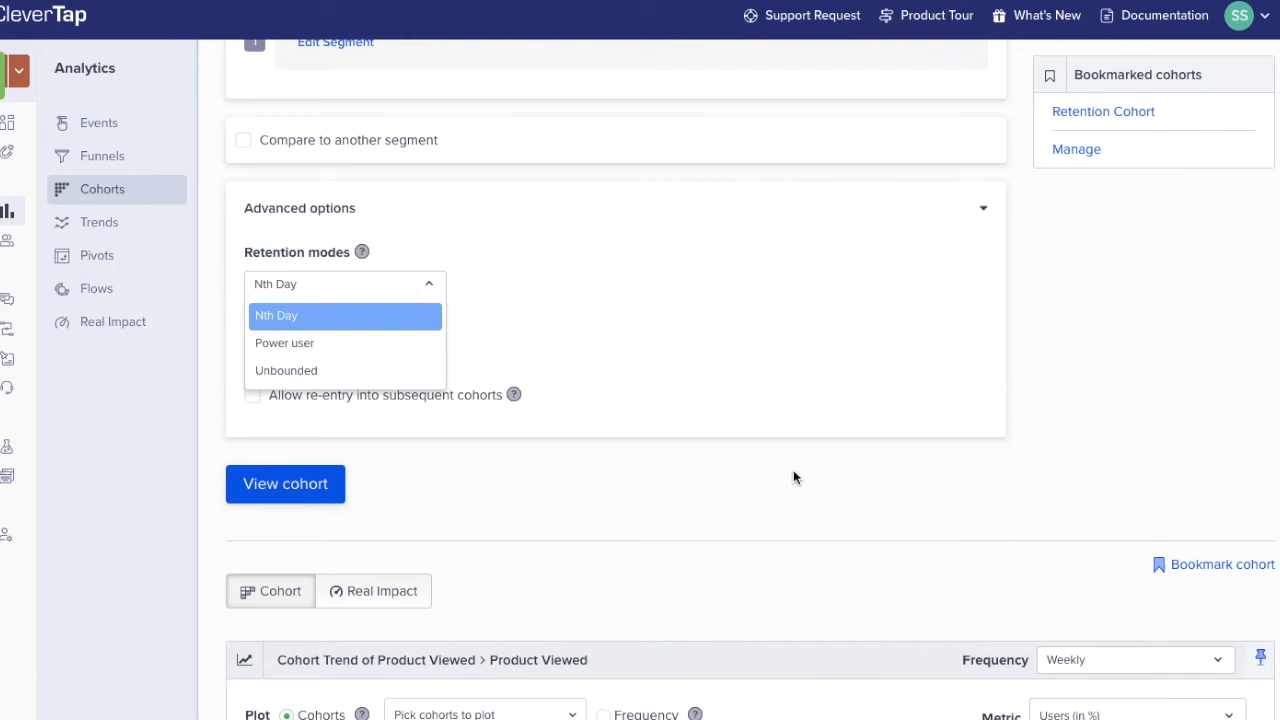 CleverTap
Support Request
Product Tour
What's New
Documentation
SS
Analytics
Events
Funnels
Cohorts
Trends
Pivots
Flows
Real Impact
1
Edit Segment
Compare to another segment
Advanced options
Retention modes ?
Nth Day
Nth Day
Power user
Unbounded
Allow re-entry into subsequent cohorts ?
View cohort
Bookmarked cohorts
Retention Cohort
Manage
Bookmark cohort
Cohort
Real Impact
Cohort Trend of Product Viewed > Product Viewed
Frequency Weekly
Plot Cohorts ? Pick cohorts to plot Frequency ?
Metric Users (in %)